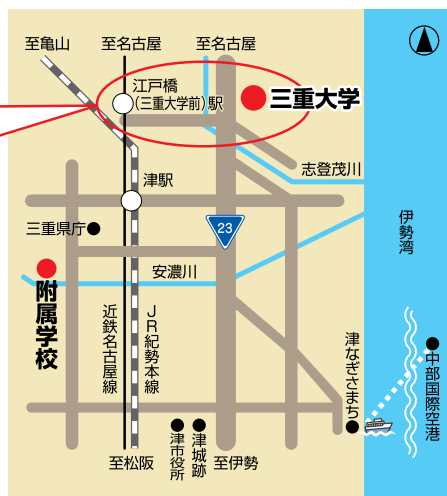 至亀山
至名古屋
至名古屋
江戸橋
（三重大学前）駅
三重大学
志登茂川
津駅
伊勢湾
三重県庁
23
安濃川
附属学校
近鉄名古屋線
JR紀勢本線
津なぎさまち
中部国際空港
津市役所
津城跡
至松阪
至伊勢